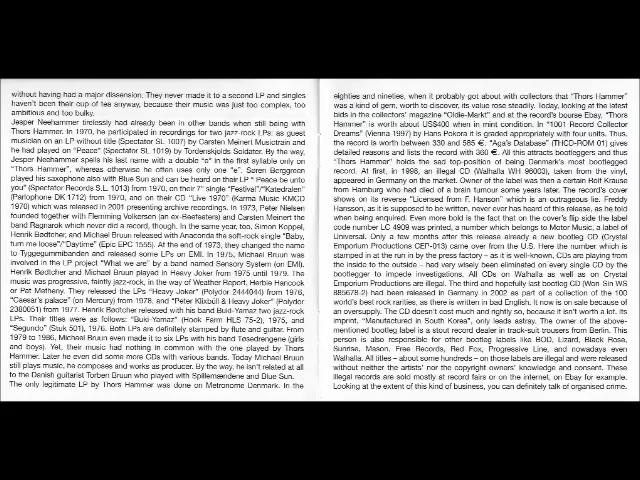 without having had a major dissension. They never made it to a second LP and singles
haven't been their cup of tea anyway, because their music was just too complex, too
ambitious and too bulky.
Jesper Neehammer tirelessly had already been in other bands when still being with
Thors Hammer. In 1970, he participated in recordings for two jazz-rock LPs: as guest
musician on an LP without title (Spectator SL 1037) by Carsten Meinert Musictrain and
he had played on "Peace" (Spectator SL 1019) by Tordenskjolds Soldater. By the way,
Jesper Neehammer spells his last name with a double "e" in the first syllable only on
"Thors Hammer", whereas otherwise he often uses only one "e". Søren Berggreen
played his saxophone also with Blue Sun and can be heard on their LP " Peace be unto
you" (Spectator Records S.L. 1013) from 1970, on their 7" single "Festival"/"Katedralen"
(Parlophone DK 1712) from 1970, and on their CD "Live 1970" (Karma Music KMCD
1970) which was released in 2001 presenting archive recordings. In 1973, Peter Nielsen
founded together with Flemming Volkersen (an ex-Beefeaters) and Carsten Meinert the
band Ragnarock which never did a record, though. In the same year, too, Simon Koppel,
Henrik Bødtcher, and Michael Bruun released with Anaconda the soft-rock single "Baby,
turn me loose"/"Daytime" (Epic EPC 1555). At the end of 1973, they changed the name
to Tyggegummibanden and released some LPs on EMI. In 1975, Michael Bruun was
involved in the LP project "What we are" by a band named Sensory System (on EMI).
Henrik Bødtcher and Michael Bruun played in Heavy Joker from 1975 until 1979. The
music was progressive, faintly jazz-rock, in the way of Weather Report, Herbie Hancock
or Pat Metheny. They released the LPs "Heavy Joker" (Polydor 2444044) from 1976,
"Caesar's palace" (on Mercury) from 1978, and "Peter Klixbüll & Heavy Joker" (Polydor
2380051) from 1977. Henrik Bødtcher released with his band Buki-Yamaz two jazz-rock
LPs. Their titles were as follows: "Buki-Yamaz" (Hook Farm HLS 75-2), 1975, and
"Segundo" (Stuk 501), 1976. Both LPs are definitely stamped by flute and guitar. From
1979 to 1986, Michael Bruun even made it to six LPs with his band Tøsedrengene (girls
and boys). Yet, their music had nothing in common with the one played by Thors
Hammer. Later he even did some more CDs with various bands. Today Michael Bruun
still plays music, he composes and works as producer. By the way, he isn't related at all
to the Danish guitarist Torben Bruun who played with Spillemændene and Blue Sun.
The only legitimate LP by Thors Hammer was done on Metronome Denmark. In the
eighties and nineties, when it probably got about with collectors that "Thors Hammer"
was a kind of gem, worth to discover, its value rose steadily. Today, looking at the latest
bids in the collectors' magazine "Oldie-Markt" and at the record's bourse Ebay, "Thors
Hammer" is worth about US$400 when in mint condition. In "1001 Record Collector
Dreams" (Vienna 1997) by Hans Pokora it is graded appropriately with four units. Thus,
the record is worth between 330 and 585 €. "Aga's Database" (THCD-ROM 01) gives
detailed reasons and lists the record with 360 €. All this attracts bootleggers and thus
"Thors Hammer" holds the sad top-position of being Denmark's most bootlegged
record. At first, in 1998, an illegal CD (Walhalla WH 96003), taken from the vinyl,
appeared in Germany on the market. Owner of the label was then a certain Rolf Krause
from Hamburg who had died of a brain tumour some years later. The record's cover
shows on its reverse "Licensed from F. Hanson" which is an outrageous lie. Freddy
Hansson, as it is supposed to be written, never ever has heard of this release, as he told
when being enquired. Even more bold is the fact that on the cover's flip side the label
code number LC 4909 was printed, a number which belongs to Motor Music, a label of
Universal. Only a few months after this release already a new bootleg CD (Crystal
Emporium Productions CEP-013) came over from the U.S. Here the number which is
stamped in at the run in by the press factory – as it is well-known, CDs are playing from
the inside to the outside – had very wisely been eliminated on every single CD by the
bootlegger to impede investigations. All CDs on Walhalla as well as on Crystal
Emporium Productions are illegal. The third and hopefully last bootleg CD (Won Sin WS
885678-2) had been released in Germany in 2002 as part of a collection of the 100
world's best rock rarities, as there is written in bad English. It now is on sale because of
an oversupply. The CD doesn't cost much and rightly so, because it isn't worth a lot. Its
imprint, "Manufactured in South Korea", only leads astray. The owner of the above-
mentioned bootleg label is a stout record dealer in track-suit trousers from Berlin. This
person is also responsible for other bootleg labels like BOD, Lizard, Black Rose,
Sunrise, Mason, Free Records, Red Fox, Progressive Line, and nowadays even
Walhalla. All titles – about some hundreds – on those labels are illegal and were released
without neither the artists' nor the copyright owners' knowledge and consent. These
illegal records are sold mostly at record fairs or on the internet, on Ebay for example.
Looking at the extent of this kind of business, you can definitely talk of organised crime.